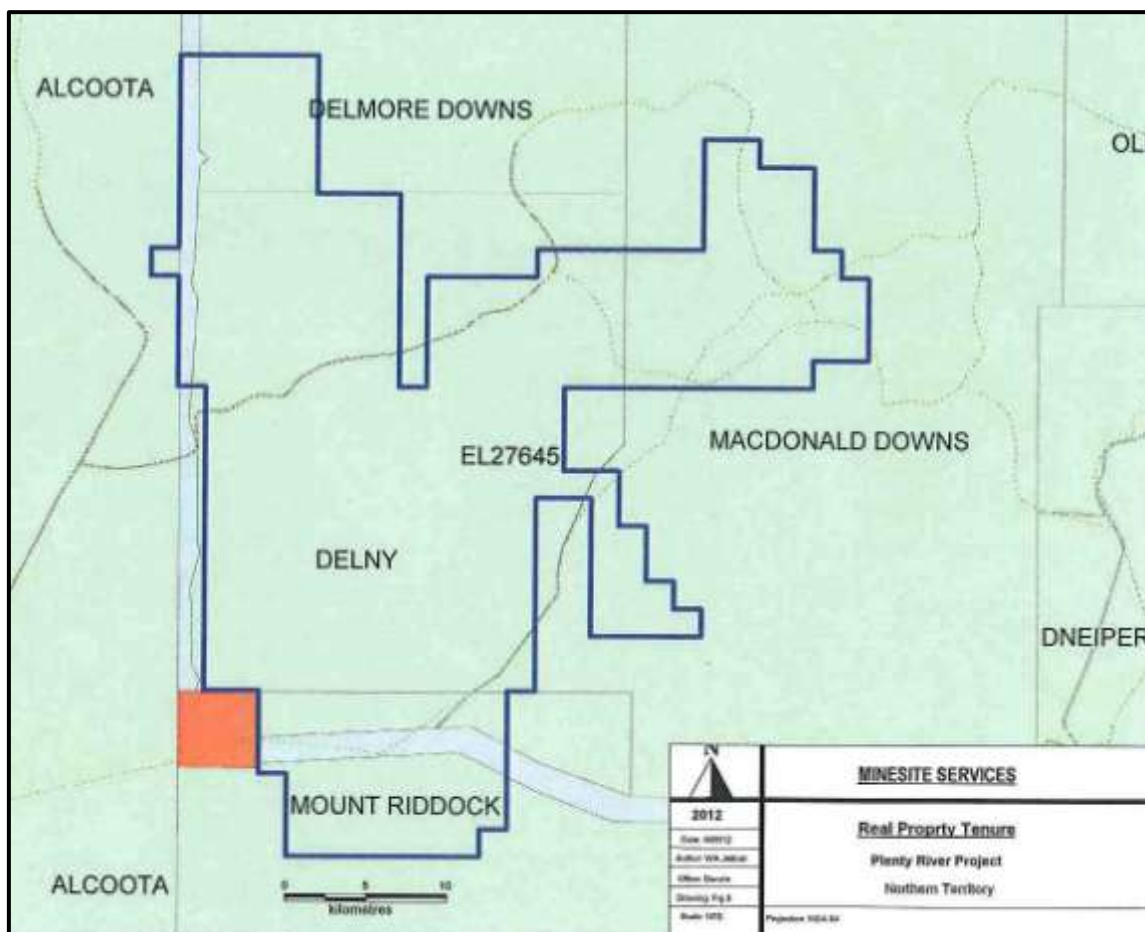 ALCOOTA
DELMORE DOWNS
OL
EL27645
MACDONALD DOWNS
DELNY
DNEIPER
MOUNT RIDDOCK
ALCOOTA
0 5 10
kilometres
N
2012
MINESITE SERVICES
Real Proprty Tenure
Plenty River Project
Northern Territory